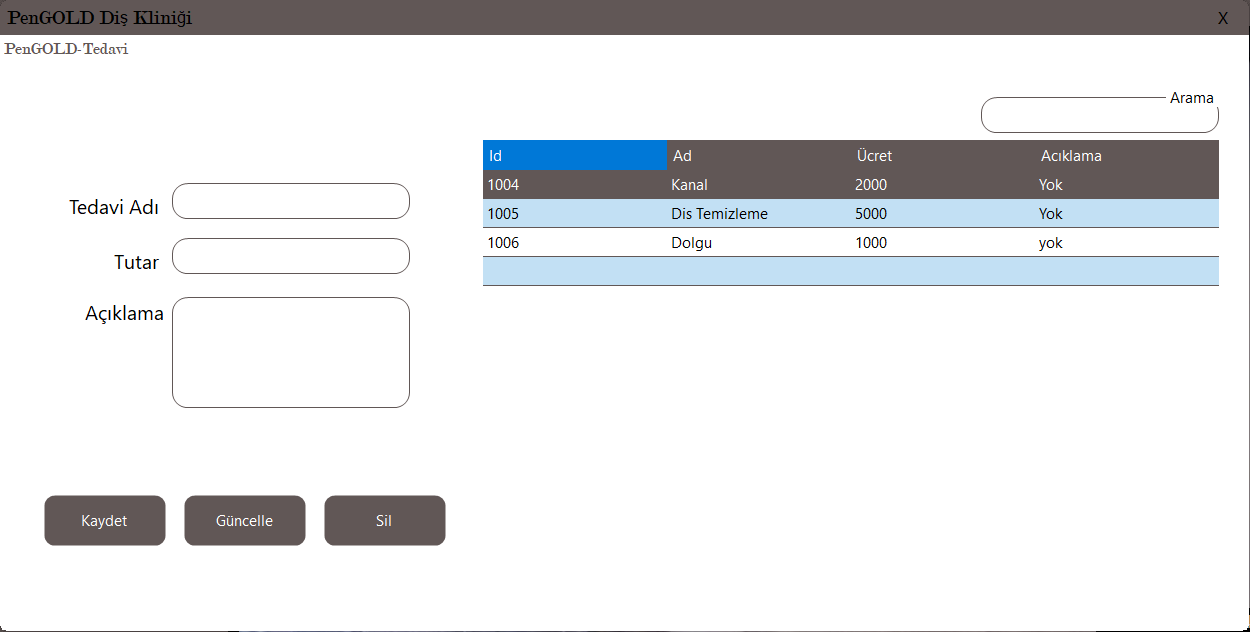 PenGOLD Diş Kliniği X
PenGOLD-Tedavi
Arama
Id Ad Ücret Acıklama
1004 Kanal 2000 Yok
1005 Dis Temizleme 5000 Yok
1006 Dolgu 1000 yok
Tedavi Adı
Tutar
Açıklama
Kaydet Güncelle Sil